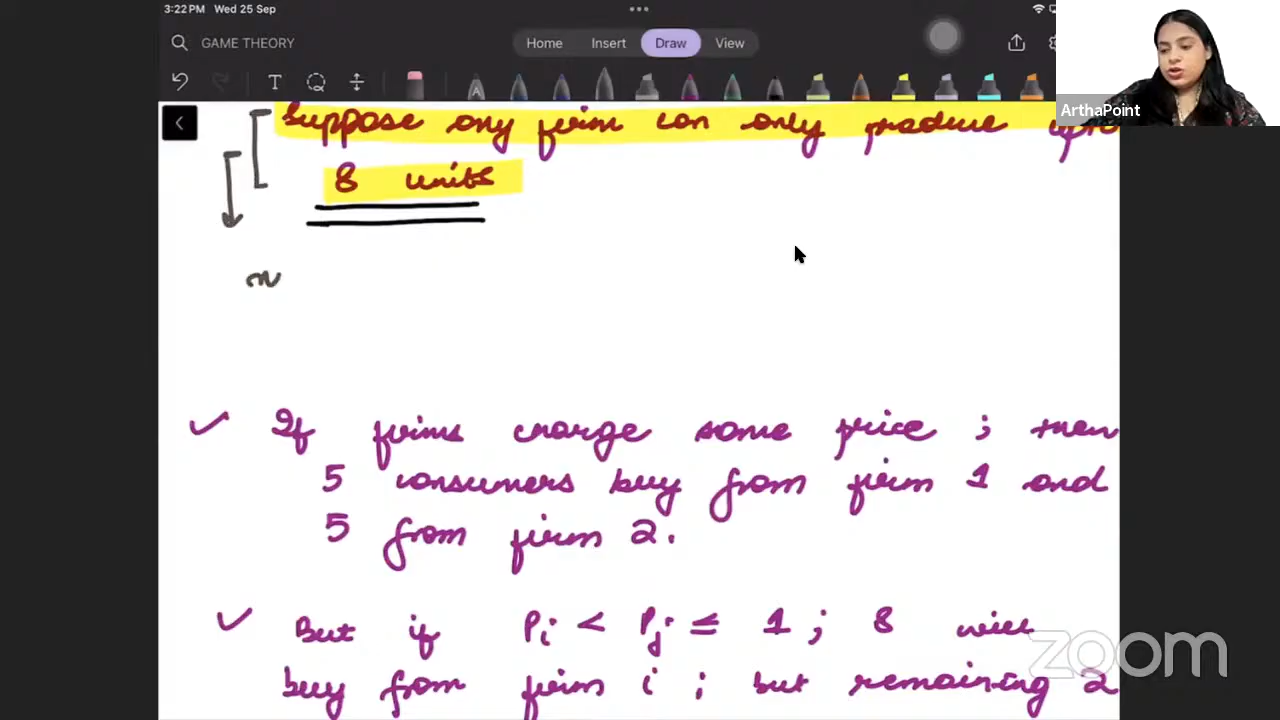 3:22 PM Wed 25 Sep
GAME THEORY
Home Insert Draw View
ArthaPoint
Suppose any firm can only produce upto
8 units
If firms charge same price ; then
5 consumers buy from firm 1 and
5 from firm 2.
But if Pi < Pj ≤ 1 ; 8 will
buy from firm i ; but remaining 2
zoom